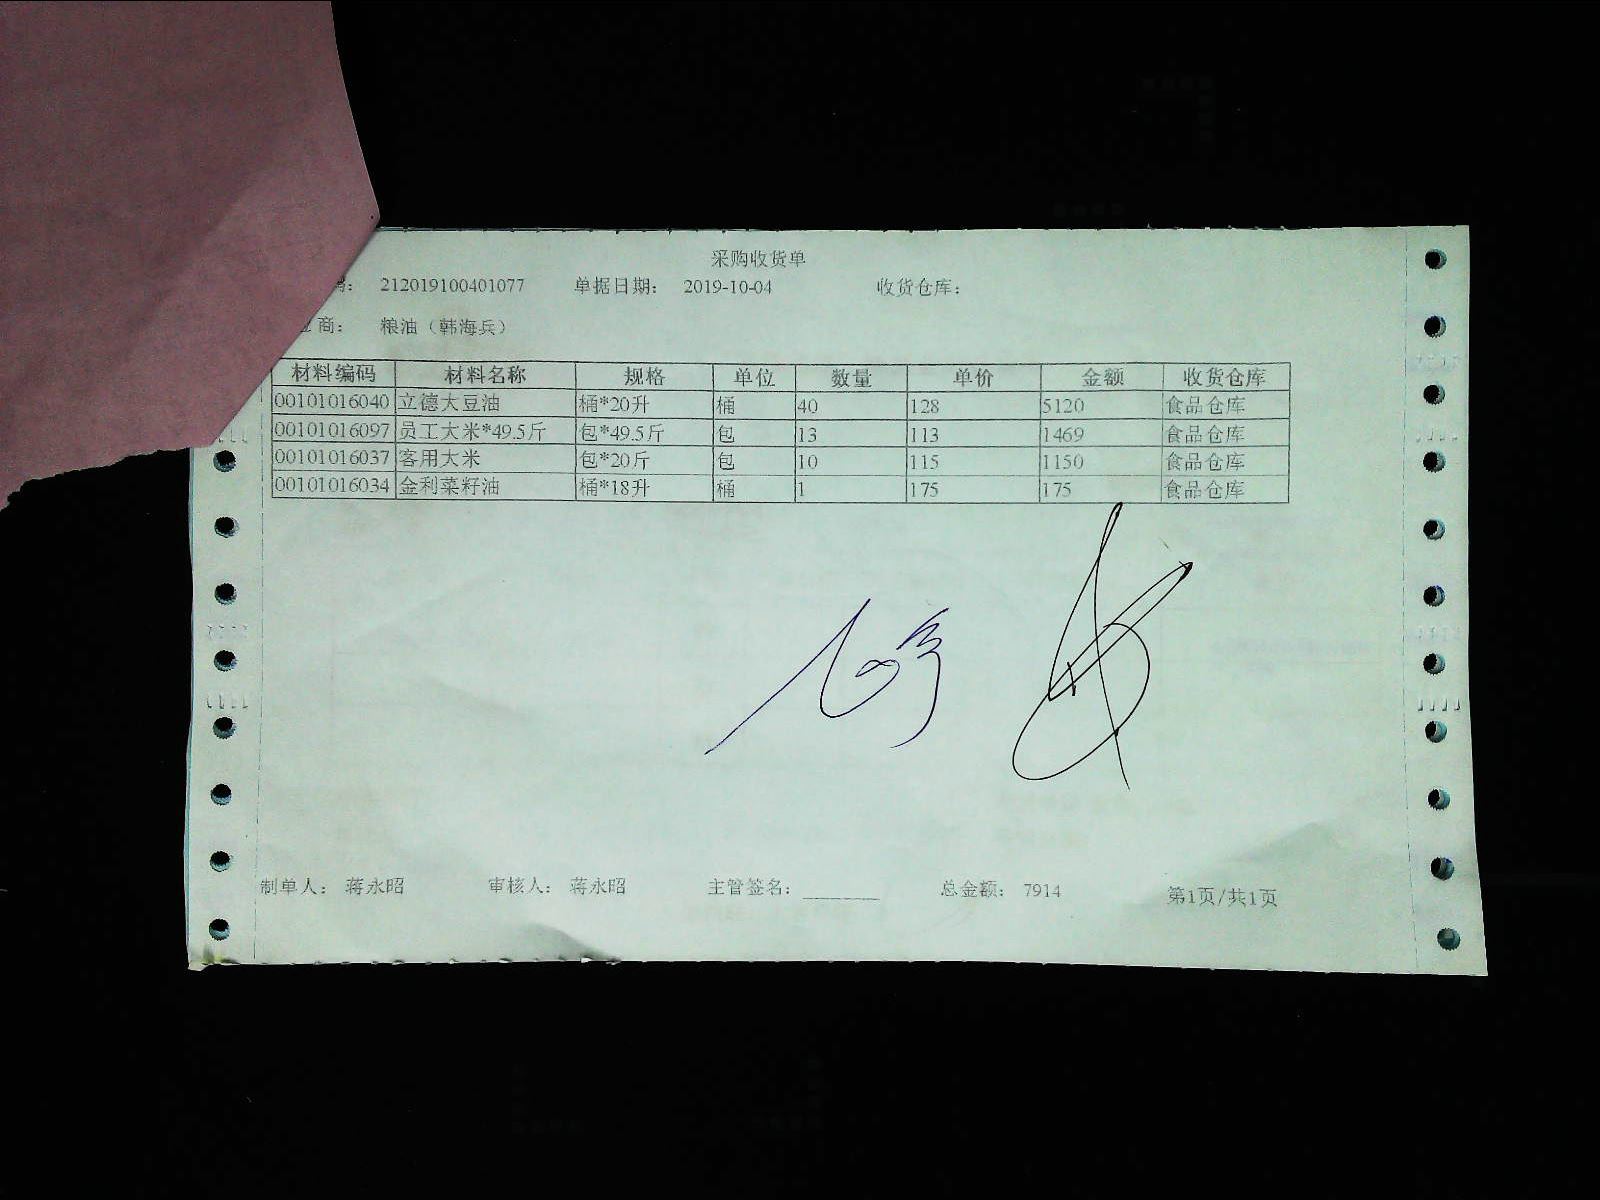 采购收货单
码： 212019100401077 单据日期： 2019-10-04 收货仓库：
商： 粮油（韩海兵）
材料编码 材料名称 规格 单位 数量 单价 金额 收货仓库
00101016040 立德大豆油 桶*20升 桶 40 128 5120 食品仓库
00101016097 员工大米*49.5斤 包*49.5斤 包 13 113 1469 食品仓库
00101016037 客用大米 包*20斤 包 10 115 1150 食品仓库
00101016034 金利菜籽油 桶*18升 桶 1 175 175 食品仓库
制单人： 蒋永昭 审核人： 蒋永昭 主管签名： 总金额： 7914 第1页/共1页